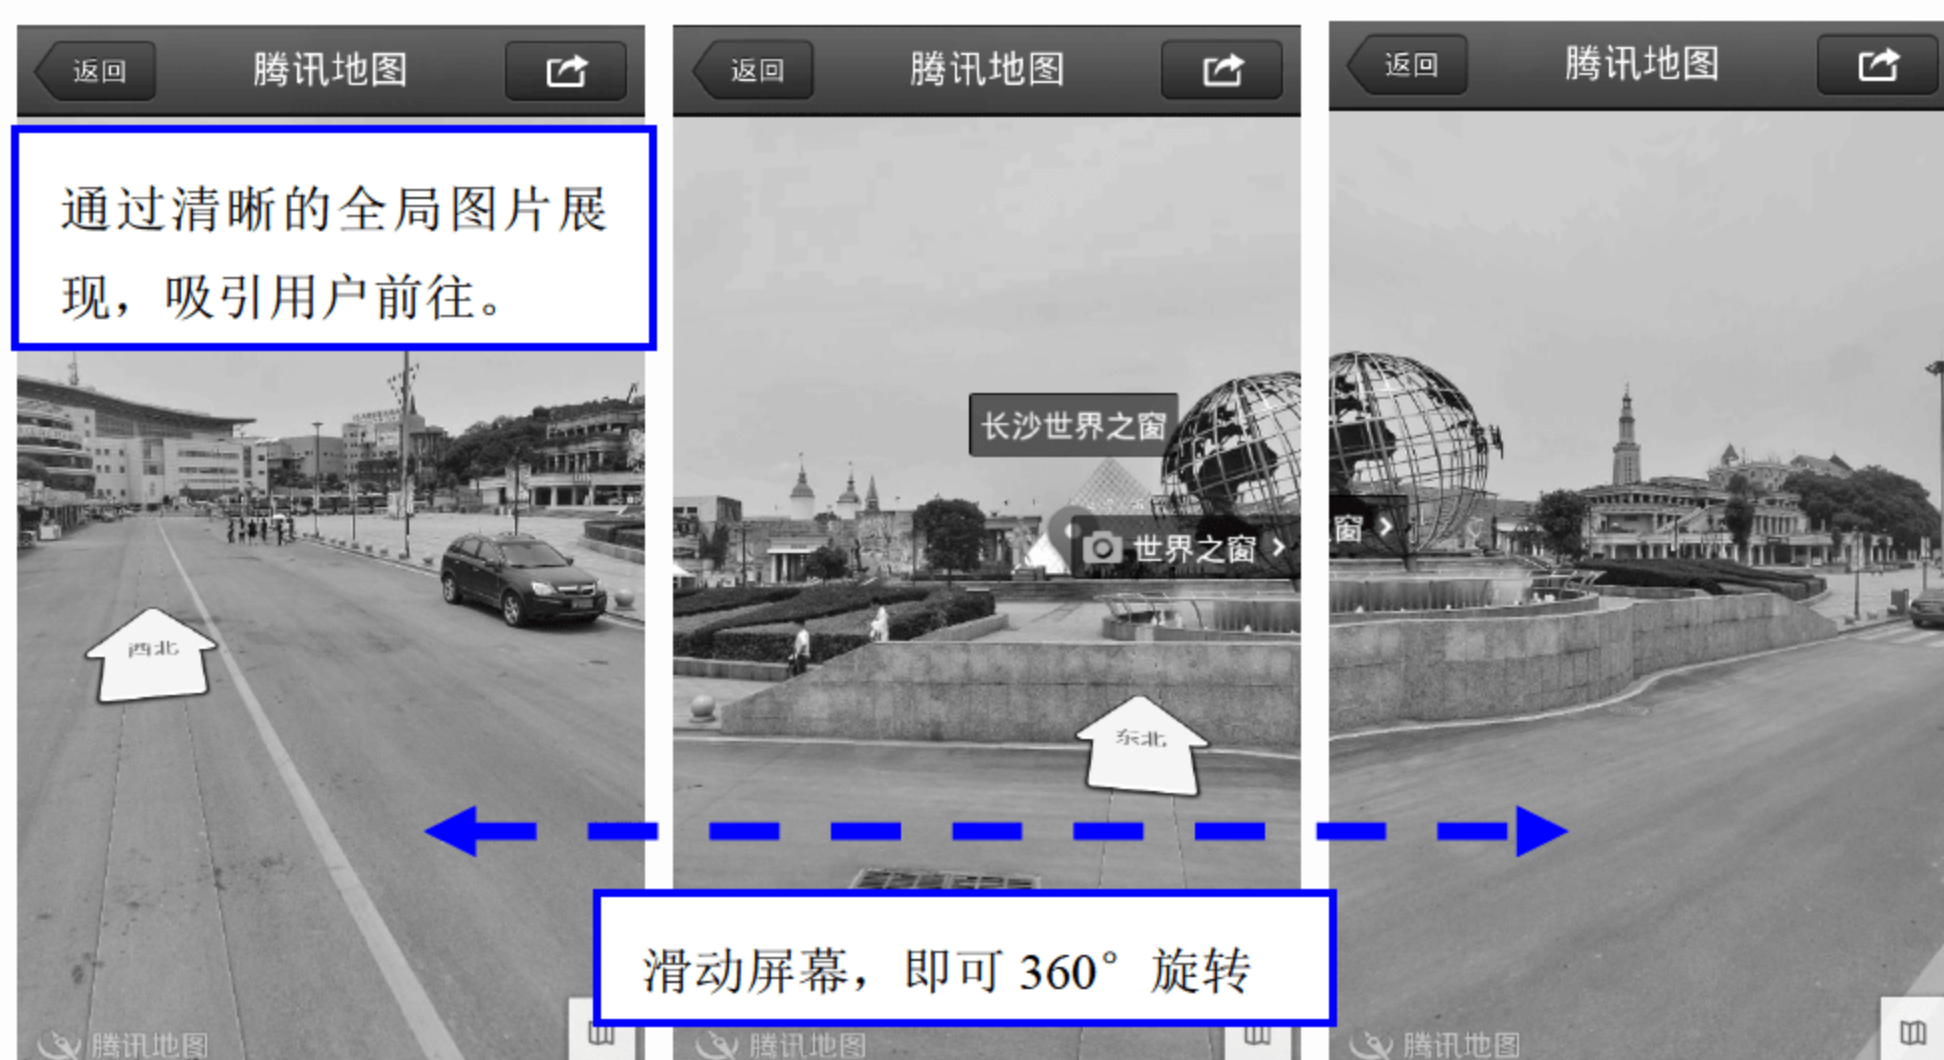 返回
腾讯地图
返回
腾讯地图
返回
腾讯地图
通过清晰的全局图片展
现，吸引用户前往。
长沙世界之窗
世界之窗
窗
西北
东北
滑动屏幕，即可 360° 旋转
腾讯地图
腾讯地图
腾讯地图